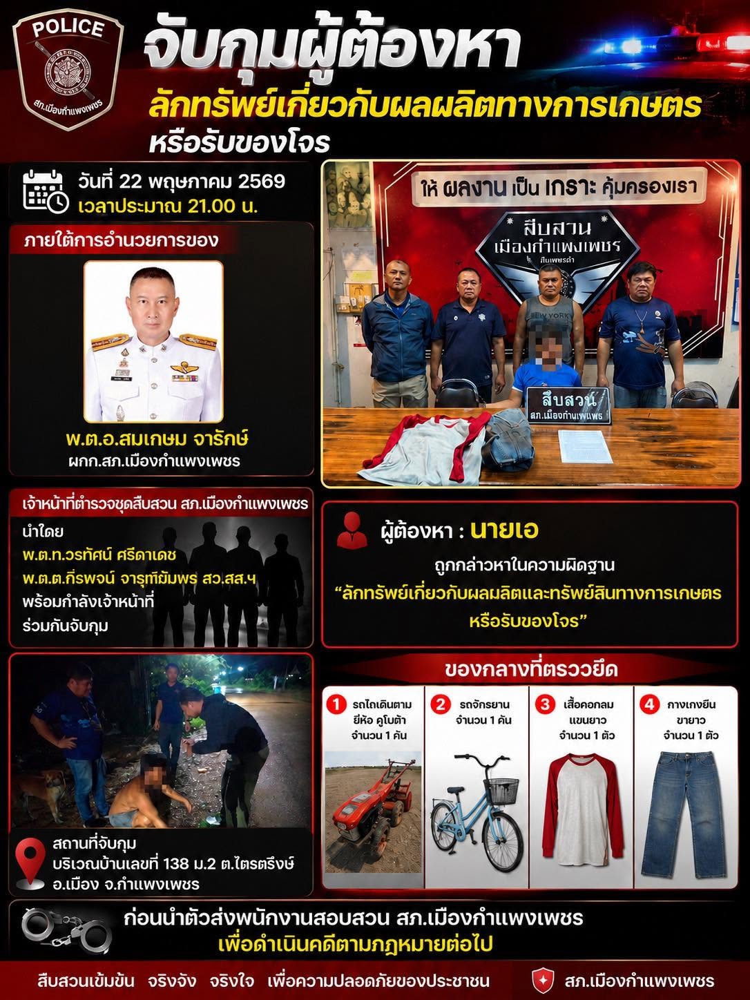 POLICE
สภ.เมืองกำแพงเพชร
จับกุมผู้ต้องหา
ลักทรัพย์เกี่ยวกับผลผลิตทางการเกษตร
หรือรับของโจร
วันที่ 22 พฤษภาคม 2569
เวลาประมาณ 21.00 น.
ภายใต้การอำนวยการของ
พ.ต.อ.สมเกษม จารักษ์
ผกก.สภ.เมืองกำแพงเพชร
ให้ ผลงาน เป็น เกราะ คุ้มครองเรา
สืบสวน
เมืองกำแพงเพชร
NEW YORK
สืบสวน
เจ้าหน้าที่ตำรวจชุดสืบสวน สภ.เมืองกำแพงเพชร
นำโดย
พ.ต.ท.วรทัศน์ ศรีดาเดช
พ.ต.ต.กีรพจน์ สว.สส.ฯ
พร้อมกำลังเจ้าหน้าที่
ร่วมกันจับกุม
ผู้ต้องหา : นายเอ
ถูกกล่าวหาในความผิดฐาน
“ลักทรัพย์เกี่ยวกับผลมลิตและทรัพย์สินทางการเกษตร
หรือรับของโจร”
ของกลางที่ตรววยึด
1 รถไถเดินตาม
ยี่ห้อ คูโบต้า
จำนวน 1 คัน
2 รถจักรยาน
จำนวน 1 คัน
3 เสื้อคอกลม
แขนยาว
จำนวน 1 ตัว
4 กางเกงยีน
ขายาว
จำนวน 1 ตัว
สถานที่จับกุม
บริเวณบ้านเลขที่ 138 ม.2 ต.ไตรตรึงษ์
อ.เมือง จ.กำแพงเพชร
ก่อนนำตัวส่งพนักงานสอบสวน สภ.เมืองกำแพงเพชร
เพื่อดำเนินคดีตามกฎหมายต่อไป
สืบสวนเข้มข้น จริงจัง จริงใจ เพื่อความปลอดภัยของประชาชน
สภ.เมืองกำแพงเพชร